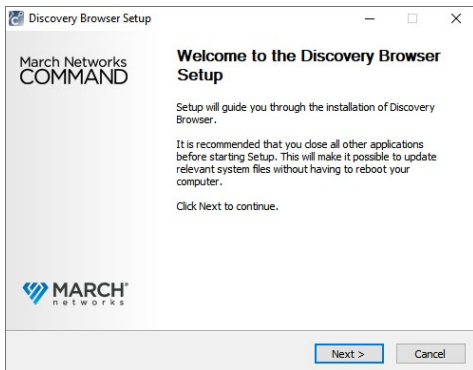 Discovery Browser Setup
March Networks
COMMAND
Welcome to the Discovery Browser
Setup
Setup will guide you through the installation of Discovery
Browser.
It is recommended that you close all other applications
before starting Setup. This will make it possible to update
relevant system files without having to reboot your
computer.
Click Next to continue.
MARCH
networks
Next >
Cancel